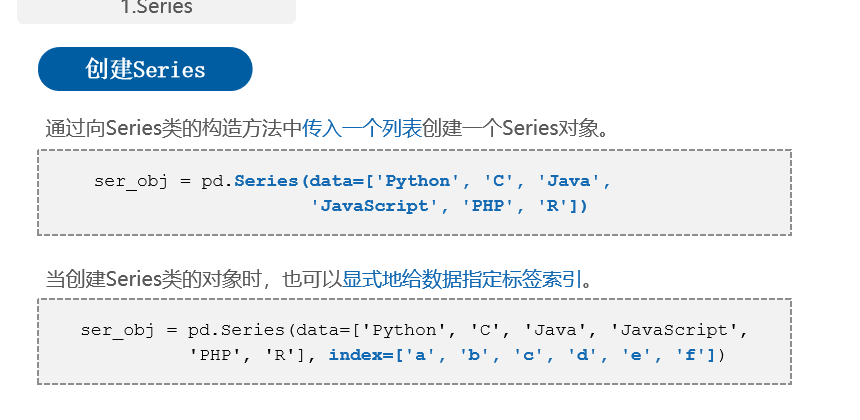 1.Series
创建Series
通过向Series类的构造方法中传入一个列表创建一个Series对象。
ser_obj = pd.Series(data=['Python', 'C', 'Java',
'JavaScript', 'PHP', 'R'])
当创建Series类的对象时，也可以显式地给数据指定标签索引。
ser_obj = pd.Series(data=['Python', 'C', 'Java', 'JavaScript',
'PHP', 'R'], index=['a', 'b', 'c', 'd', 'e', 'f'])